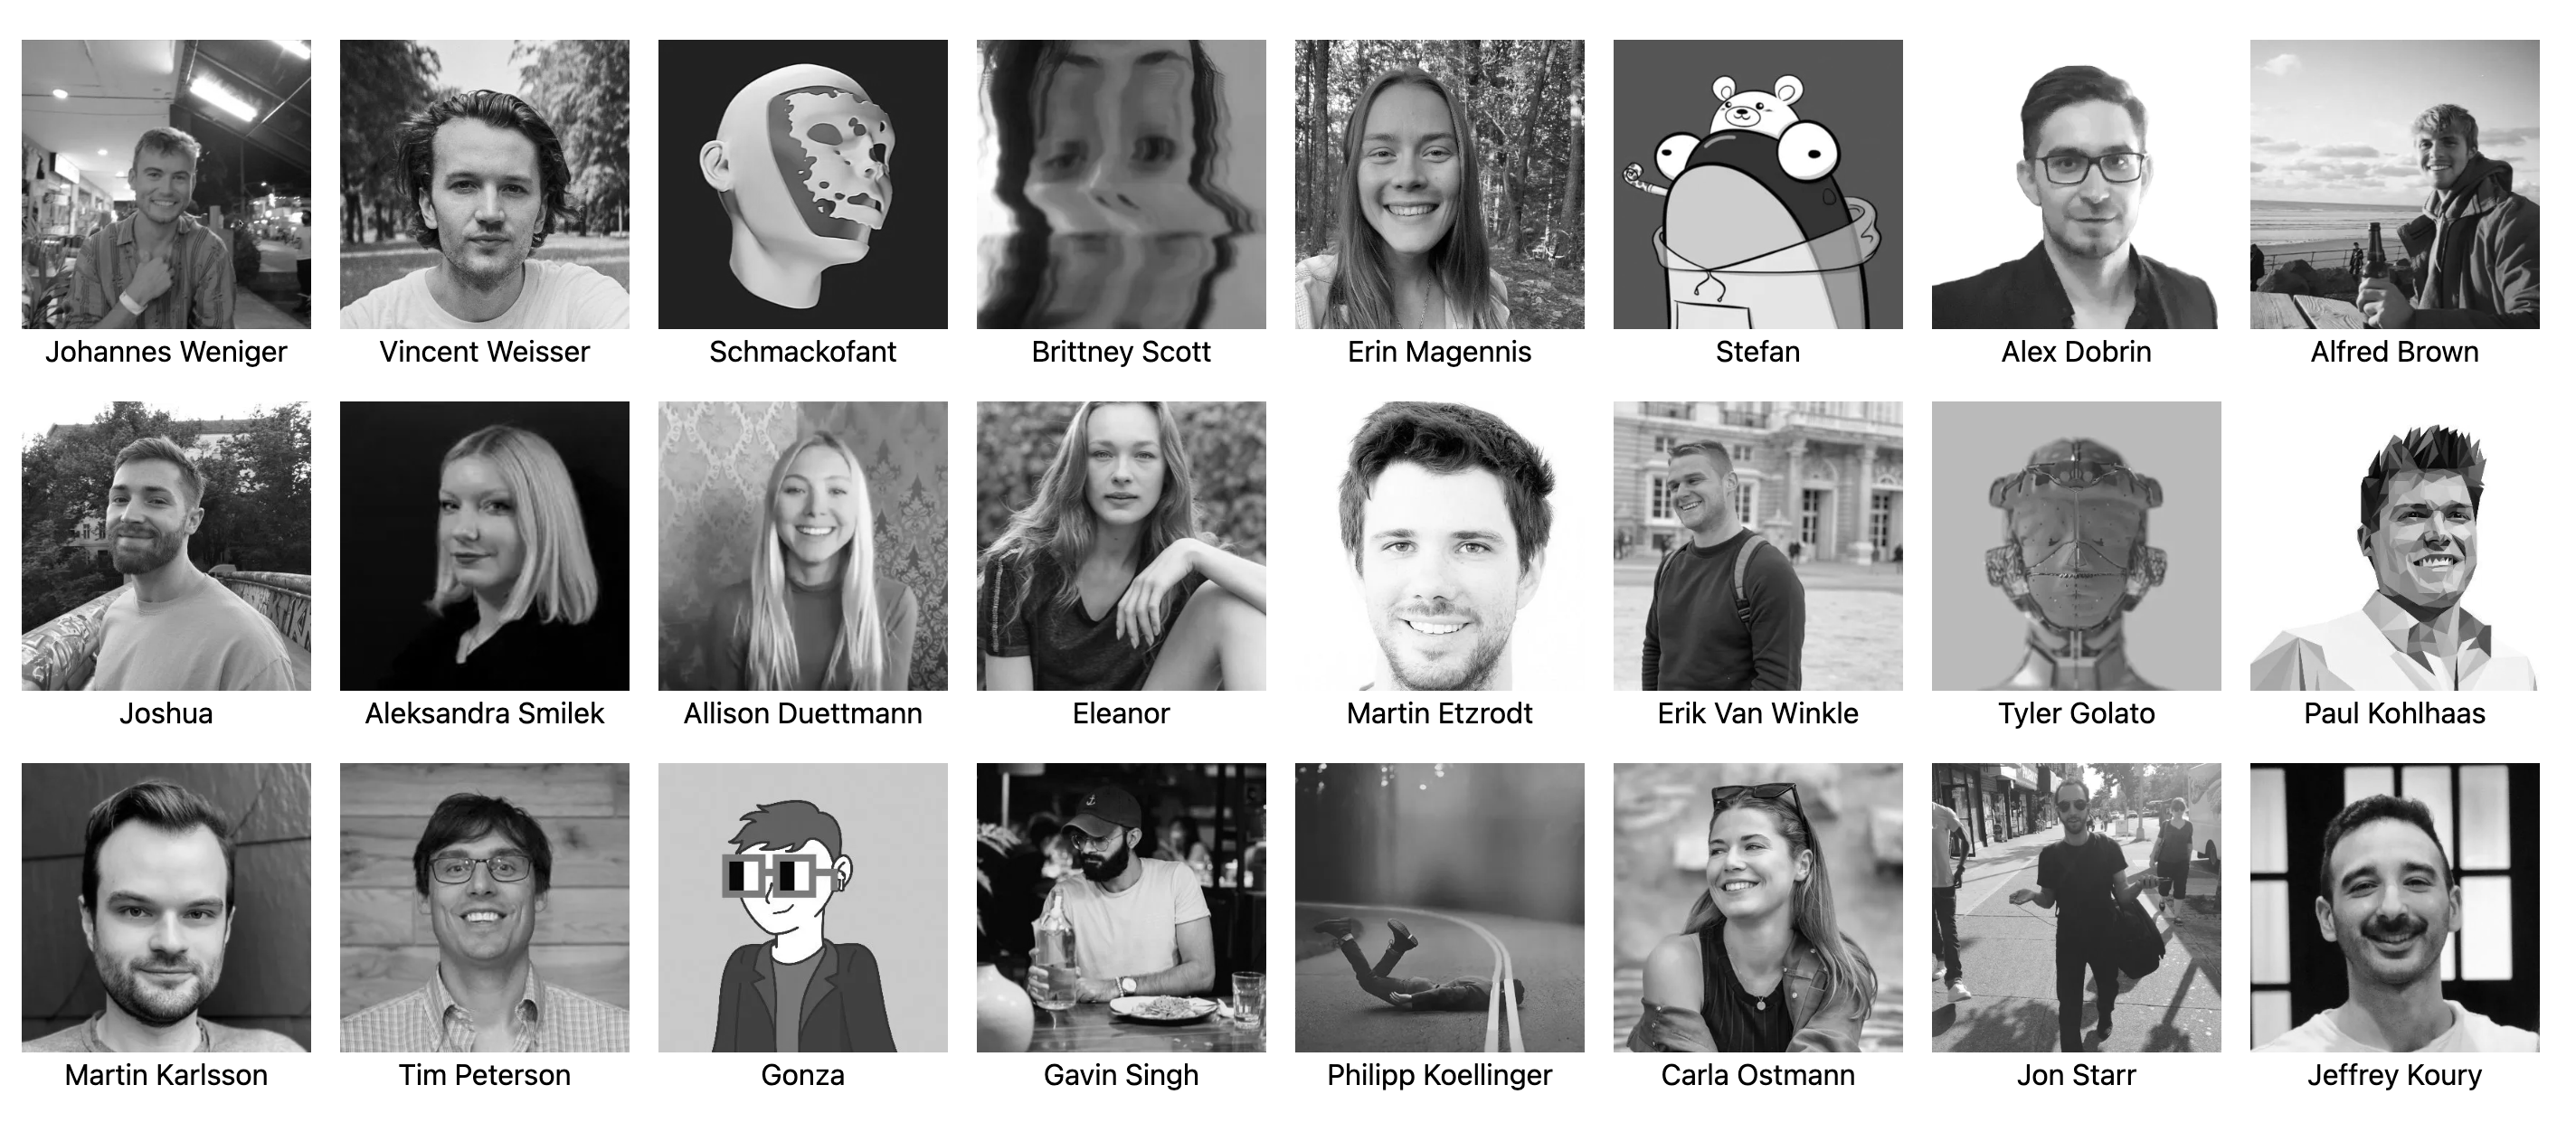 Johannes Weniger
Vincent Weisser
Schmackofant
Brittney Scott
Erin Magennis
Stefan
Alex Dobrin
Alfred Brown
Joshua
Aleksandra Smilek
Allison Duettmann
Eleanor
Martin Etzrodt
Erik Van Winkle
Tyler Golato
Paul Kohlhaas
Martin Karlsson
Tim Peterson
Gonza
Gavin Singh
Philipp Koellinger
Carla Ostmann
Jon Starr
Jeffrey Koury